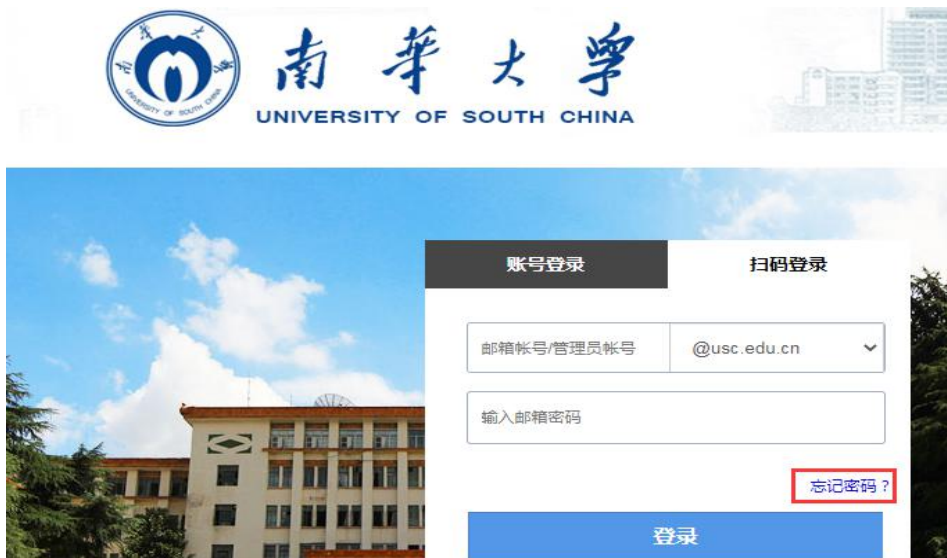 南華大學
UNIVERSITY OF SOUTH CHINA
账号登录
扫码登录
邮箱帐号/管理员帐号
@usc.edu.cn
输入邮箱密码
忘记密码？
登录